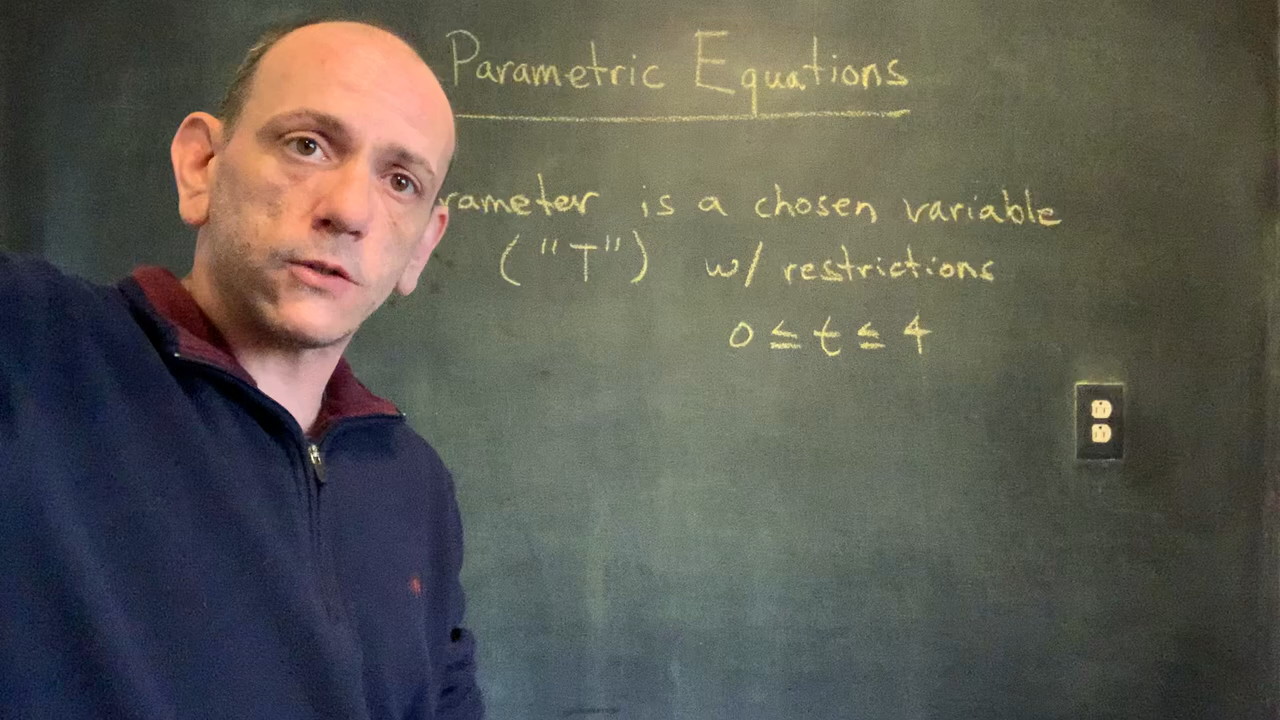 Parametric Equations
rameter is a chosen variable
("T") w/ restrictions
0 ≤ t ≤ 4